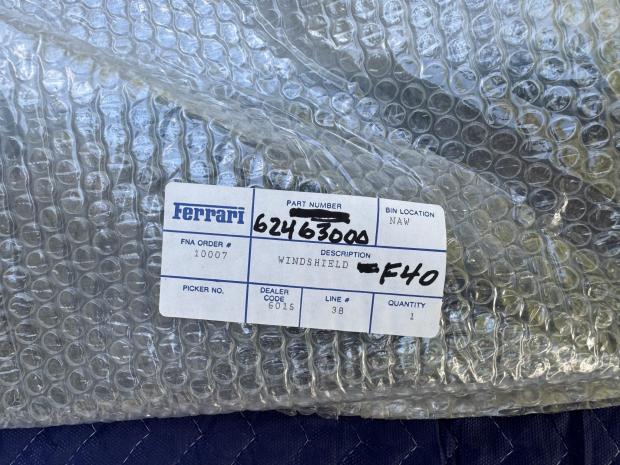 Ferrari
PART NUMBER
62463000
BIN LOCATION
NAW
FNA ORDER #
10007
DESCRIPTION
WINDSHIELD -F40
PICKER NO.
DEALER CODE
6015
LINE #
38
QUANTITY
1